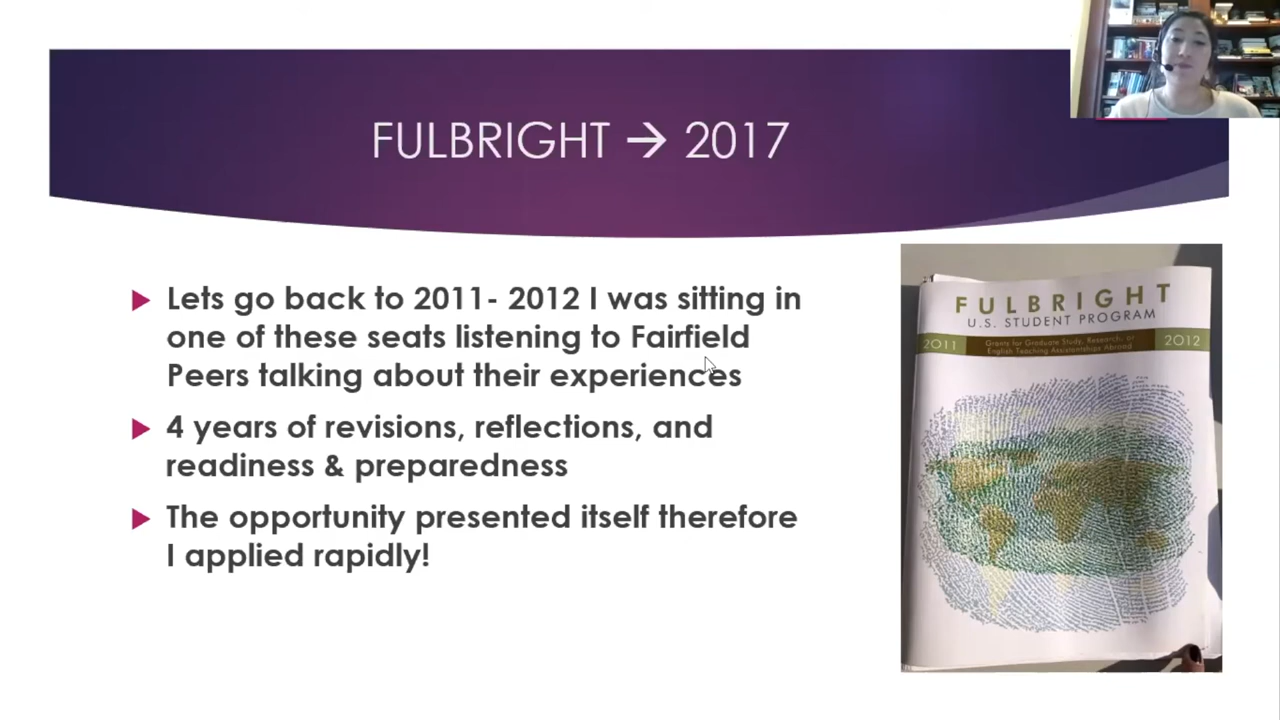 FULBRIGHT → 2017
Lets go back to 2011- 2012 I was sitting in
one of these seats listening to Fairfield
Peers talking about their experiences
4 years of revisions, reflections, and
readiness & preparedness
The opportunity presented itself therefore
I applied rapidly!
FULBRIGHT
U.S. STUDENT PROGRAM
2011
Grants for Graduate Study, Research, or
English Teaching Assistantships Abroad
2012